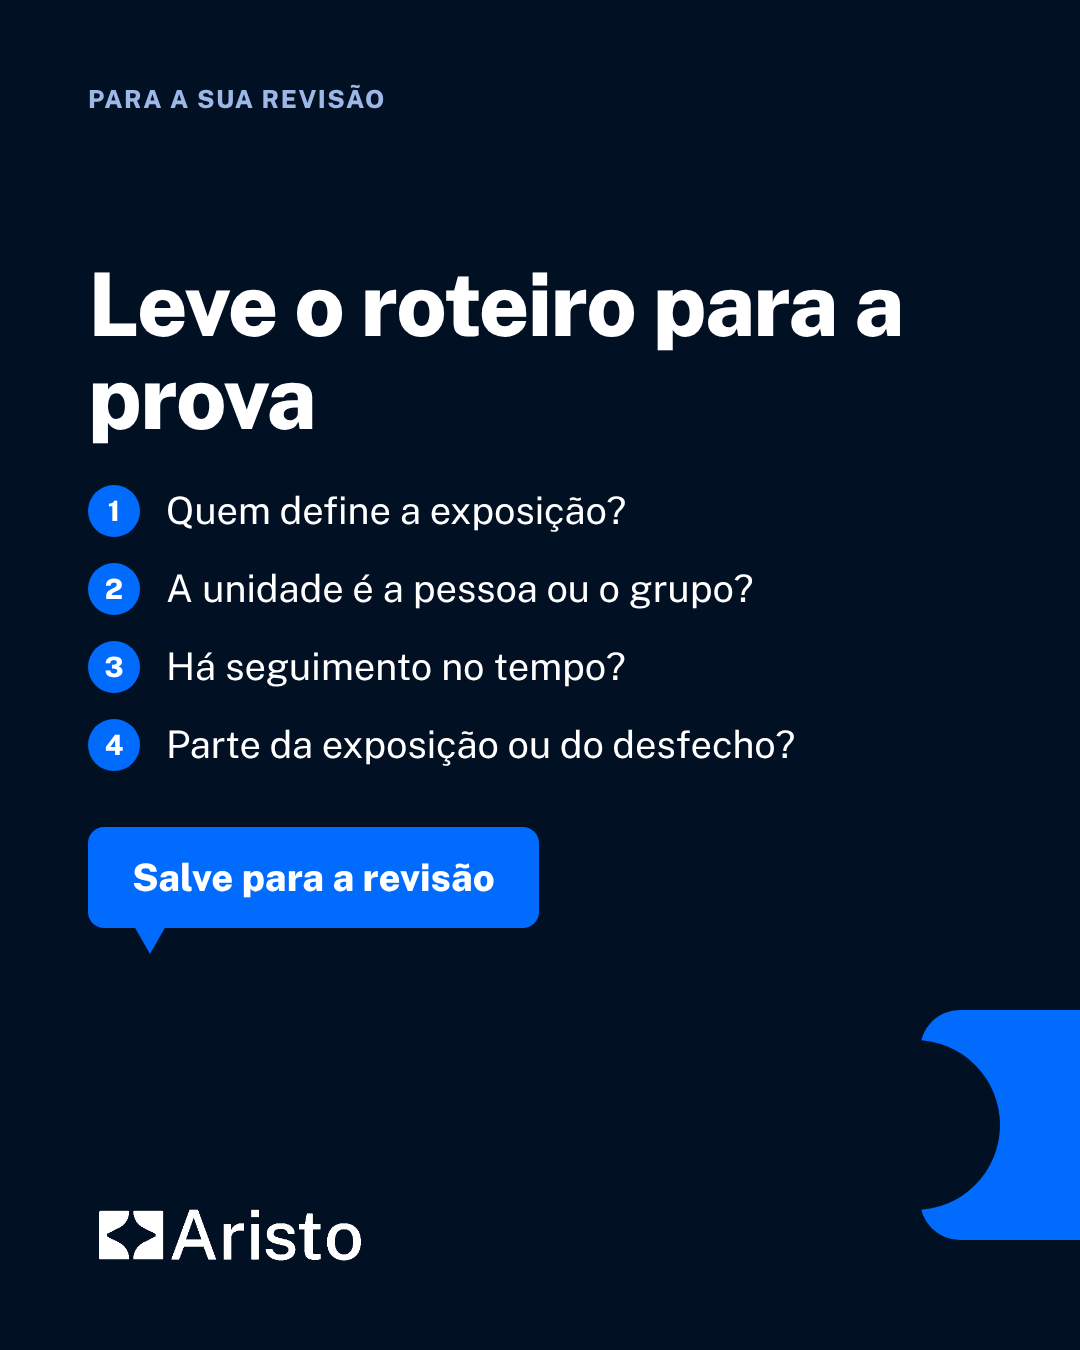 PARA A SUA REVISÃO
Leve o roteiro para a
prova
1 Quem define a exposição?
2 A unidade é a pessoa ou o grupo?
3 Há seguimento no tempo?
4 Parte da exposição ou do desfecho?
Salve para a revisão
Aristo